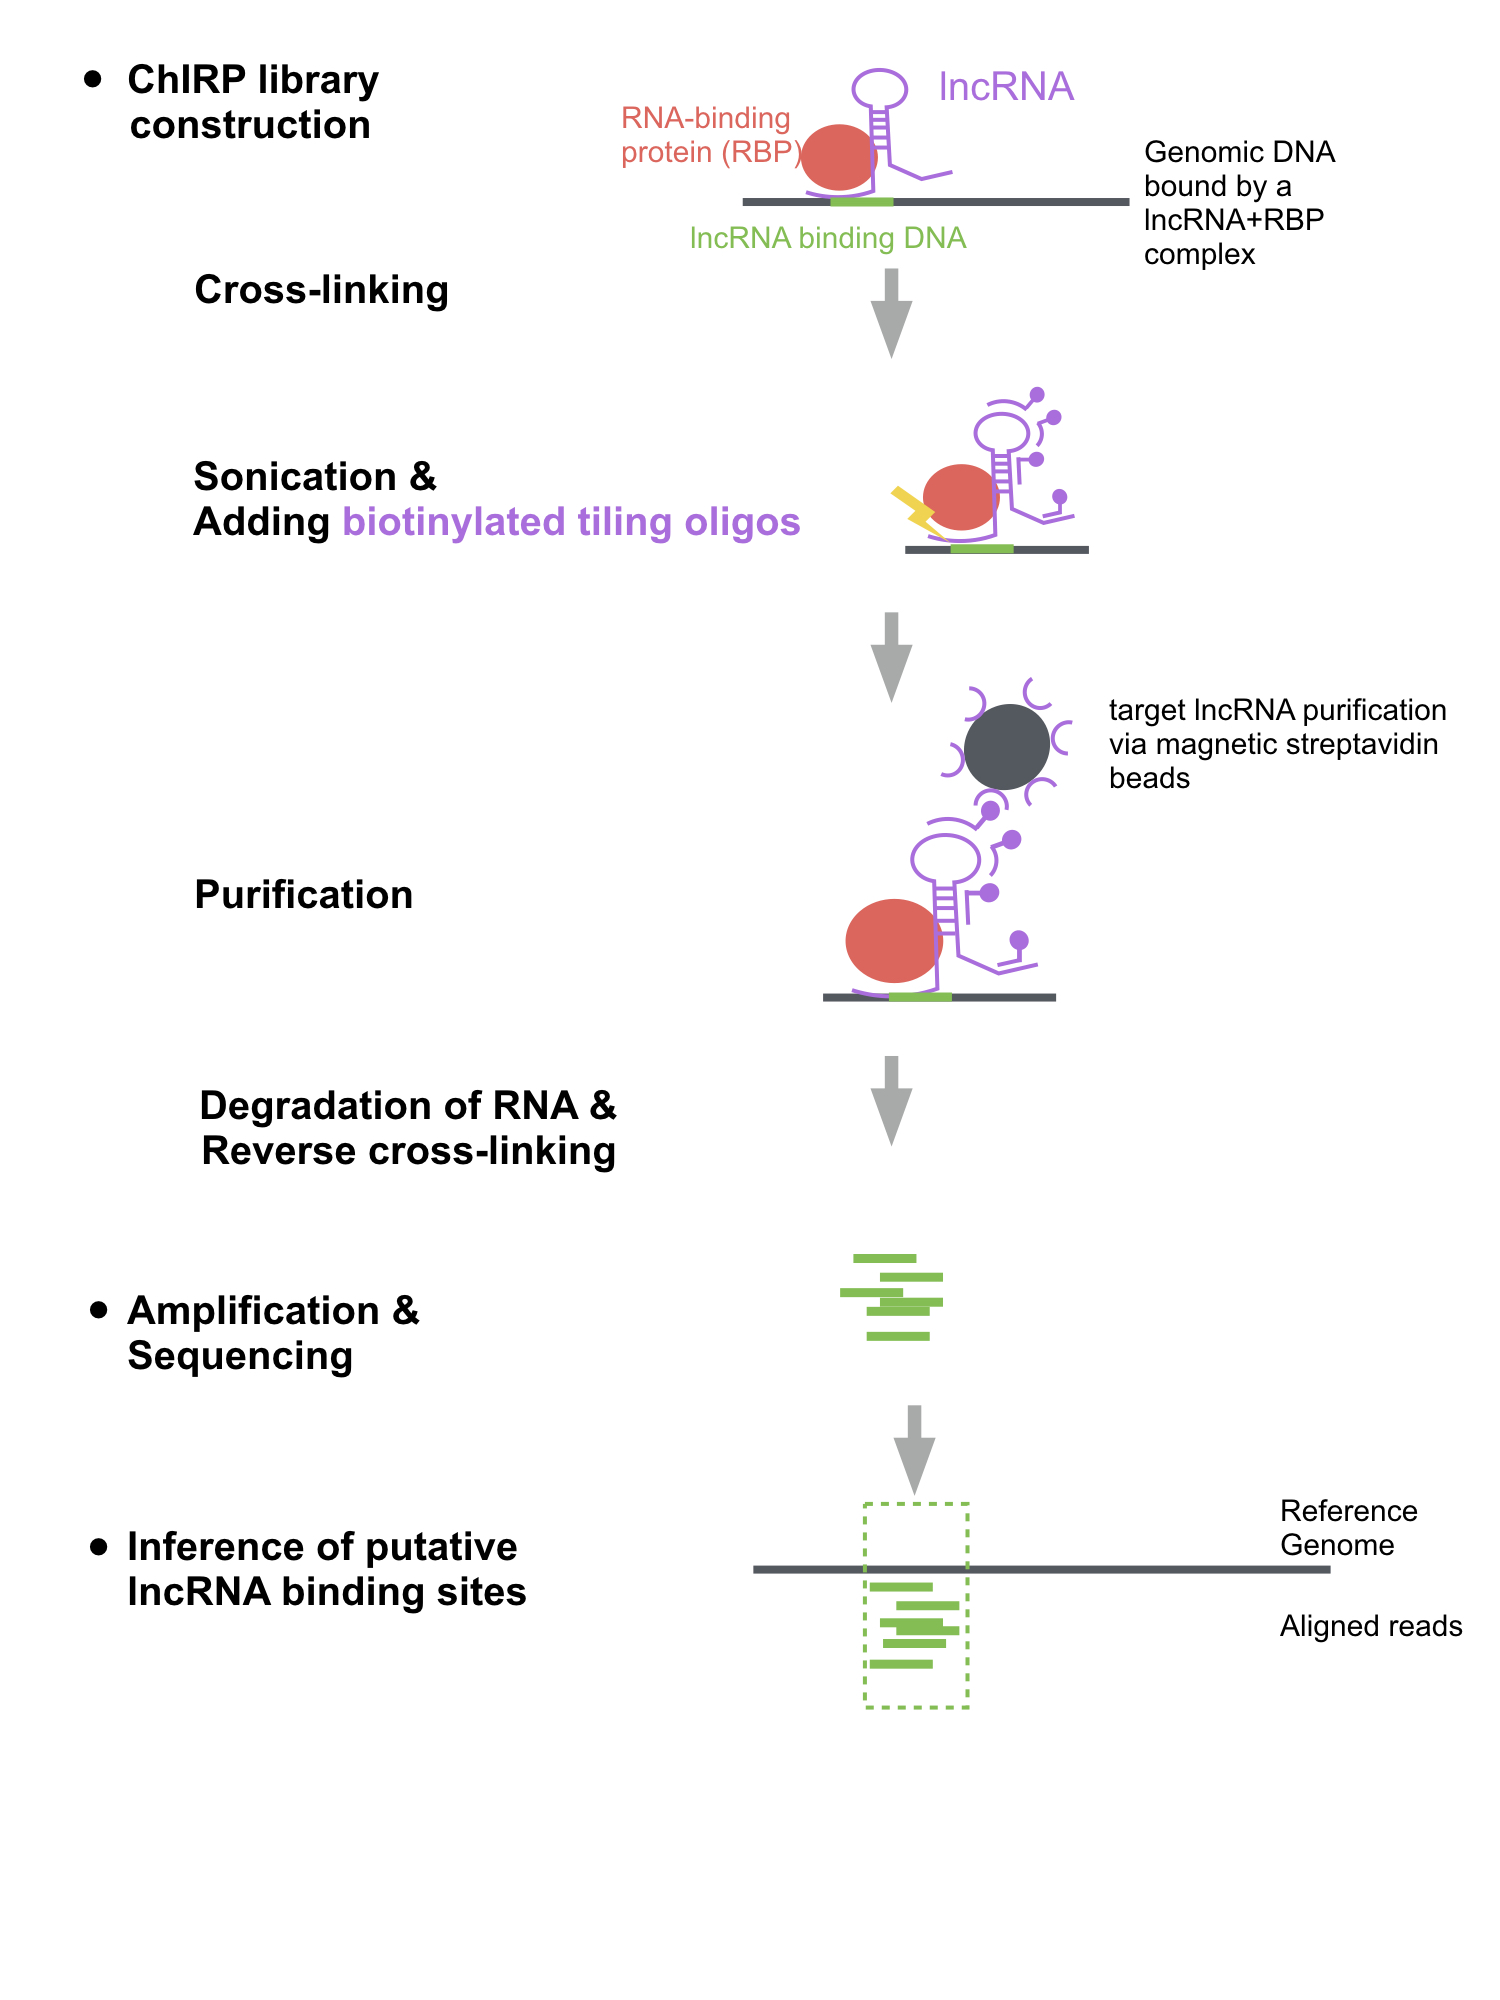 ChIRP library
construction
lncRNA
RNA-binding
protein (RBP)
Genomic DNA
bound by a
lncRNA+RBP
complex
lncRNA binding DNA
Cross-linking
Sonication &
Adding biotinylated tiling oligos
target lncRNA purification
via magnetic streptavidin
beads
Purification
Degradation of RNA &
Reverse cross-linking
Amplification &
Sequencing
Inference of putative
lncRNA binding sites
Reference
Genome
Aligned reads